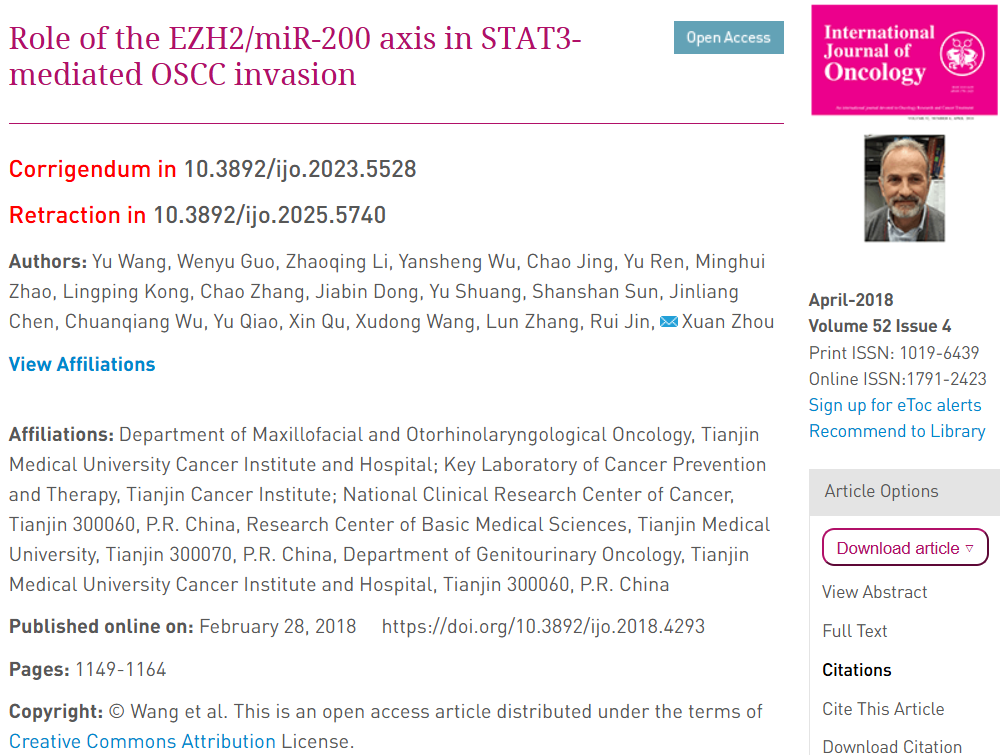 Role of the EZH2/miR-200 axis in STAT3-
mediated OSCC invasion
Open Access
Corrigendum in 10.3892/ijo.2023.5528
Retraction in 10.3892/ijo.2025.5740
Authors: Yu Wang, Wenyu Guo, Zhaoqing Li, Yansheng Wu, Chao Jing, Yu Ren, Minghui
Zhao, Lingping Kong, Chao Zhang, Jiabin Dong, Yu Shuang, Shanshan Sun, Jinliang
Chen, Chuanqiang Wu, Yu Qiao, Xin Qu, Xudong Wang, Lun Zhang, Rui Jin, Xuan Zhou
View Affiliations
Affiliations: Department of Maxillofacial and Otorhinolaryngological Oncology, Tianjin
Medical University Cancer Institute and Hospital; Key Laboratory of Cancer Prevention
and Therapy, Tianjin Cancer Institute; National Clinical Research Center of Cancer,
Tianjin 300060, P.R. China, Research Center of Basic Medical Sciences, Tianjin Medical
University, Tianjin 300070, P.R. China, Department of Genitourinary Oncology, Tianjin
Medical University Cancer Institute and Hospital, Tianjin 300060, P.R. China
Published online on: February 28, 2018 https://doi.org/10.3892/ijo.2018.4293
Pages: 1149-1164
Copyright: © Wang et al. This is an open access article distributed under the terms of
Creative Commons Attribution License.
International
Journal of
Oncology
April-2018
Volume 52 Issue 4
Print ISSN: 1019-6439
Online ISSN:1791-2423
Sign up for eToc alerts
Recommend to Library
Article Options
Download article ▿
View Abstract
Full Text
Citations
Cite This Article
Download Citation